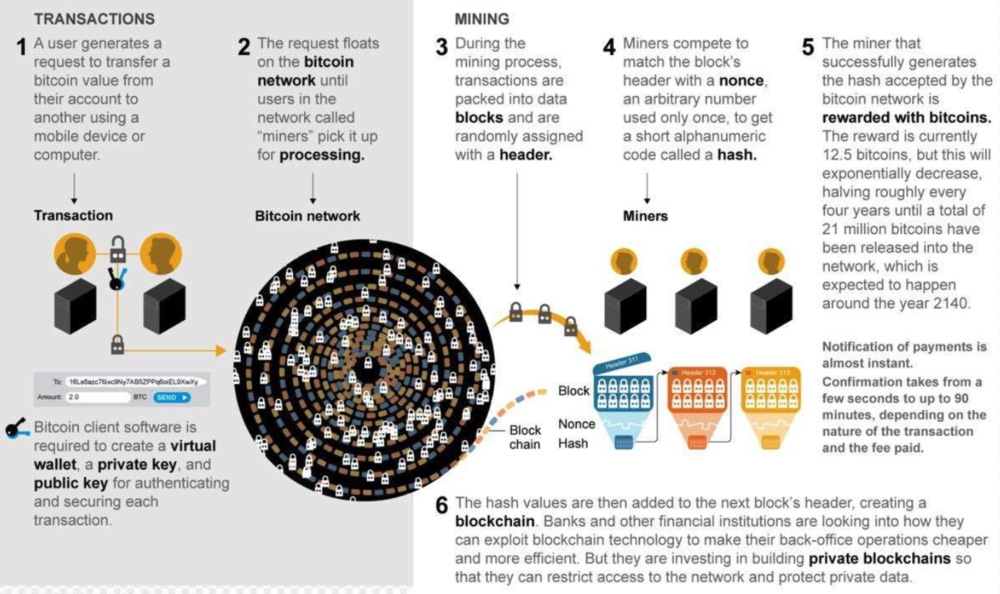 TRANSACTIONS
1 A user generates a
request to transfer a
bitcoin value from
their account to
another using a
mobile device or
computer.
2 The request floats
on the bitcoin
network until
users in the
network called
“miners” pick it up
for processing.
MINING
3 During the
mining process,
transactions are
packed into data
blocks and are
randomly assigned
with a header.
4 Miners compete to
match the block’s
header with a nonce,
an arbitrary number
used only once, to get
a short alphanumeric
code called a hash.
5 The miner that
successfully generates
the hash accepted by the
bitcoin network is
rewarded with bitcoins.
The reward is currently
12.5 bitcoins, but this will
exponentially decrease,
halving roughly every
four years until a total of
21 million bitcoins have
been released into the
network, which is
expected to happen
around the year 2140.
Transaction
Bitcoin network
Miners
To:
Amount: 2.0 BTC SEND
Bitcoin client software is
required to create a virtual
wallet, a private key, and
public key for authenticating
and securing each
transaction.
Header 311
Header 312
Header 313
Block
Nonce
Hash
Block
chain
Notification of payments is
almost instant.
Confirmation takes from a
few seconds to up to 90
minutes, depending on the
nature of the transaction
and the fee paid.
6 The hash values are then added to the next block’s header, creating a
blockchain. Banks and other financial institutions are looking into how they
can exploit blockchain technology to make their back-office operations cheaper
and more efficient. But they are investing in building private blockchains so
that they can restrict access to the network and protect private data.